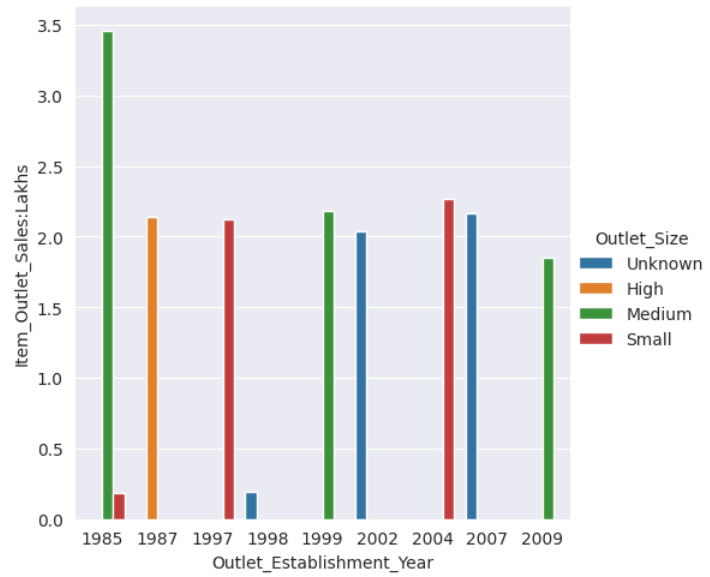 3.5
3.0
2.5
2.0
1.5
1.0
0.5
0.0
Item_Outlet_Sales:Lakhs
1985 1987 1997 1998 1999 2002 2004 2007 2009
Outlet_Establishment_Year
Outlet_Size
Unknown
High
Medium
Small